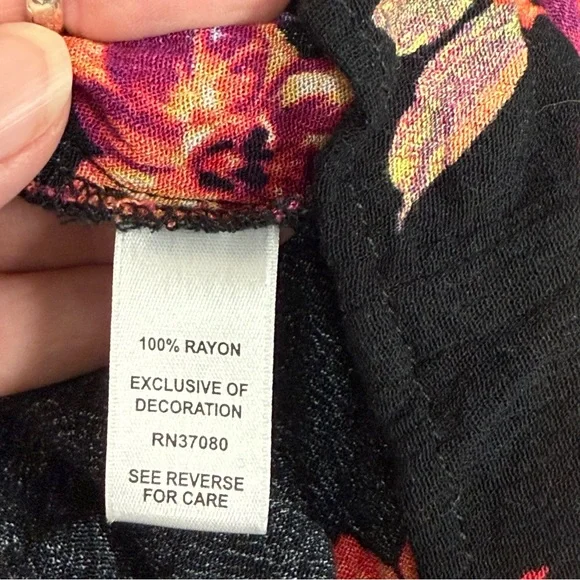 100% RAYON
EXCLUSIVE OF
DECORATION
RN37080
SEE REVERSE
FOR CARE